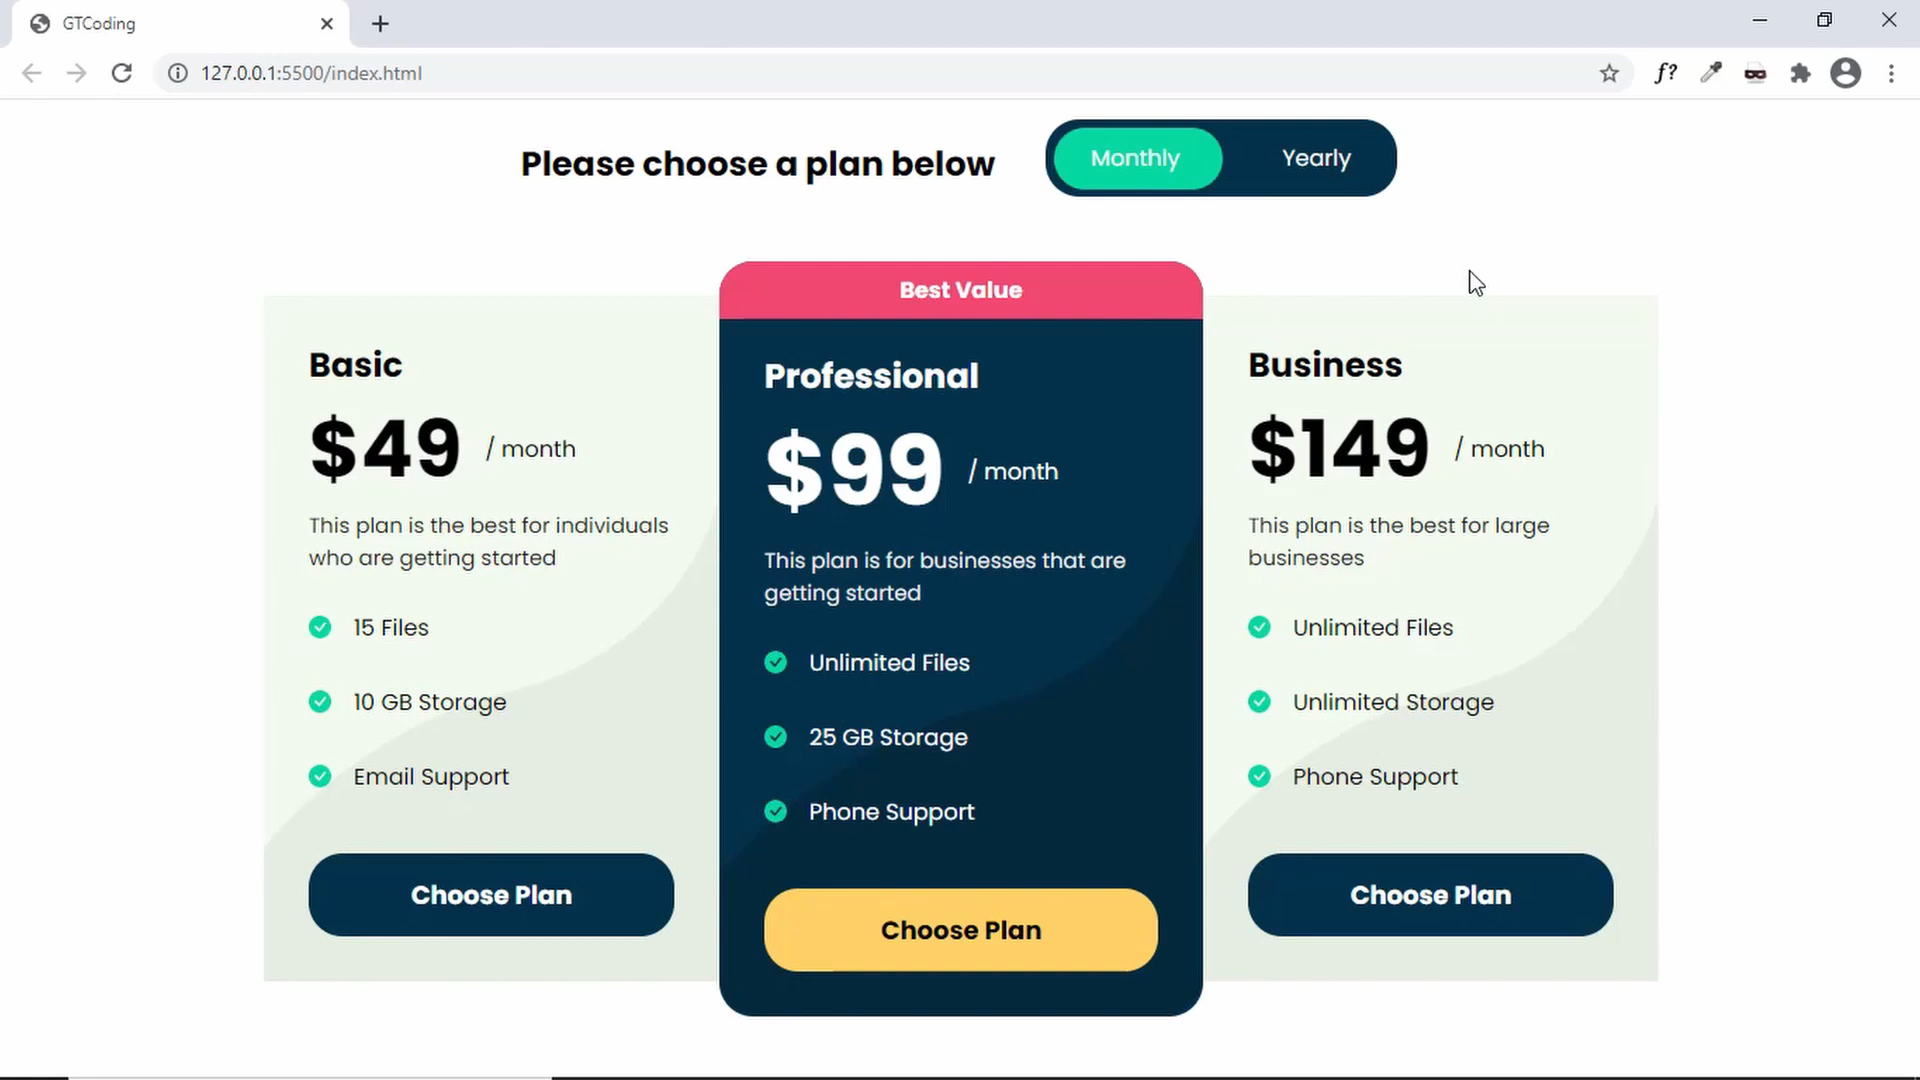 GTCoding
127.0.0.1:5500/index.html
f?
Please choose a plan below
Monthly
Yearly
Best Value
Basic
$49 / month
This plan is the best for individuals
who are getting started
15 Files
10 GB Storage
Email Support
Choose Plan
Professional
$99 / month
This plan is for businesses that are
getting started
Unlimited Files
25 GB Storage
Phone Support
Choose Plan
Business
$149 / month
This plan is the best for large
businesses
Unlimited Files
Unlimited Storage
Phone Support
Choose Plan